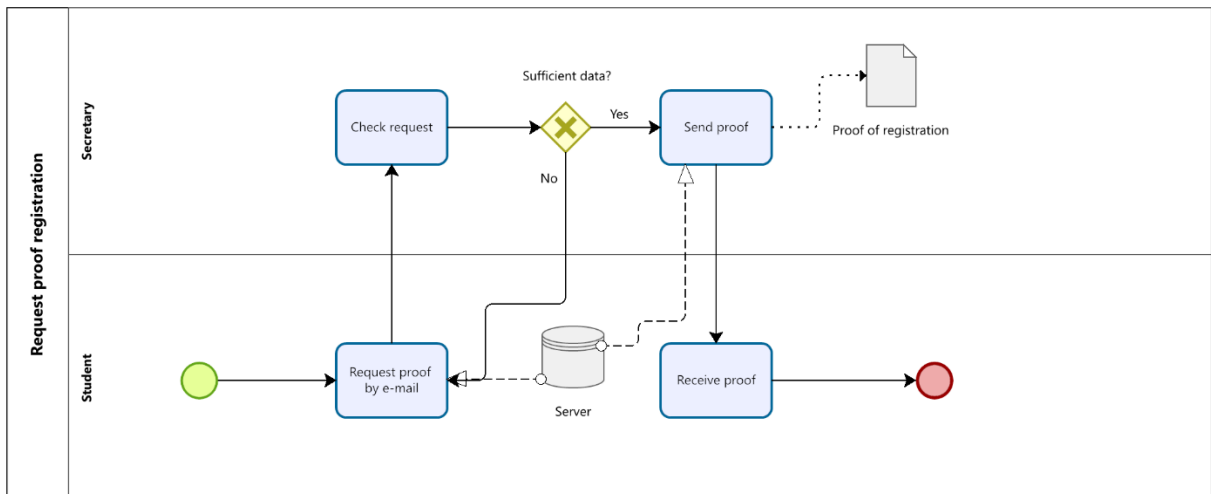 Request proof registration
Secretary
Sufficient data?
Check request
Yes
Send proof
Proof of registration
No
Student
Request proof
by e-mail
Server
Receive proof